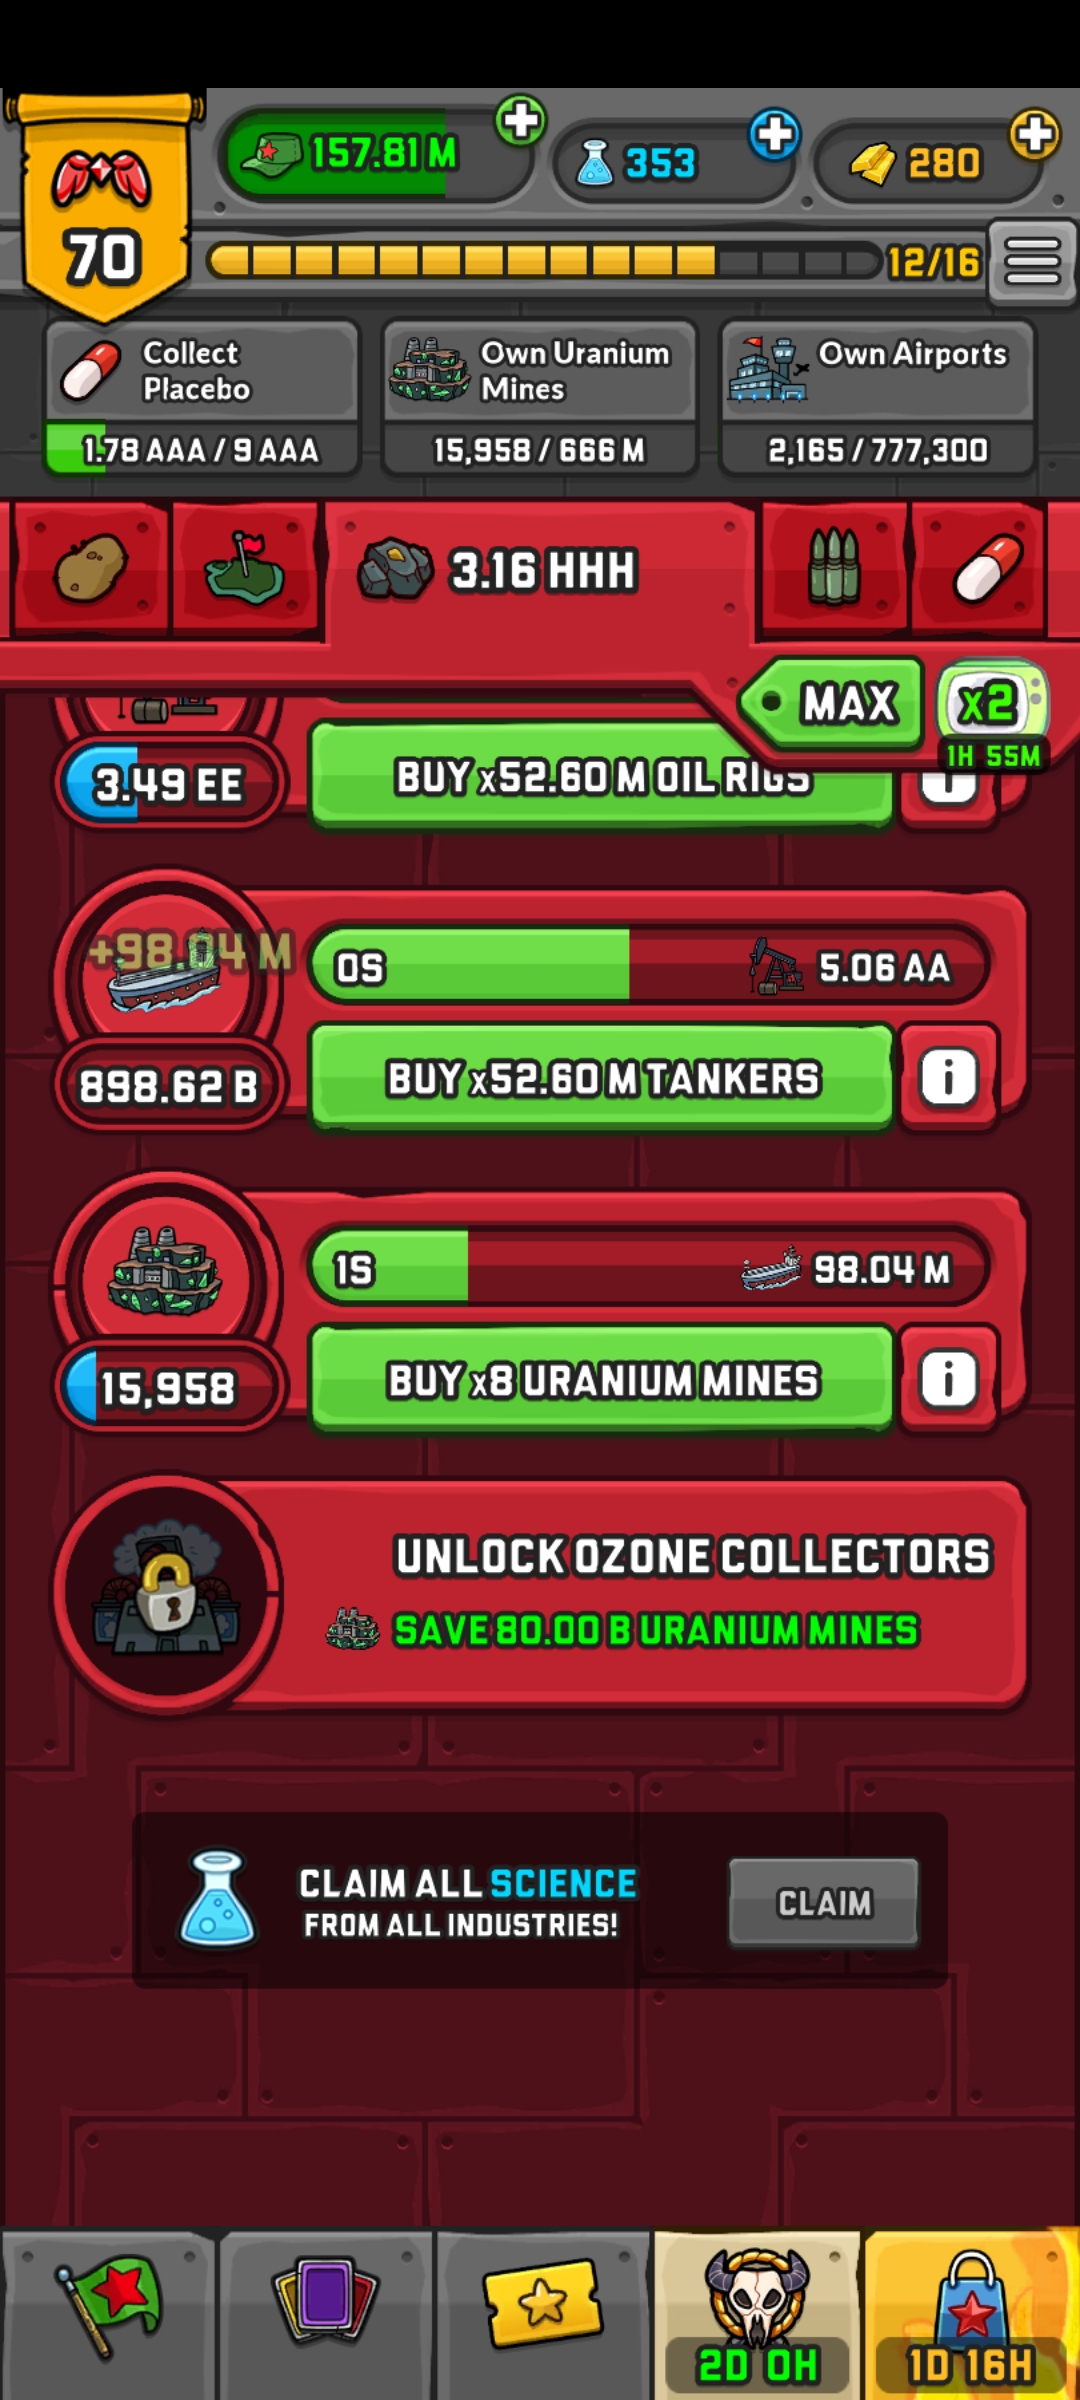 157.81 M
353
280
70
12/16
Collect
Placebo
1.78 AAA / 9 AAA
Own Uranium
Mines
15,958 / 666 M
Own Airports
2,165 / 777,300
3.16 HHH
MAX
x2
1H 55M
3.49 EE
BUY x52.60 M OIL RIGS
+98.04 M
0S
5.06 AA
898.62 B
BUY x52.60 M TANKERS
i
1S
98.04 M
15,958
BUY x8 URANIUM MINES
i
UNLOCK OZONE COLLECTORS
SAVE 80.00 B URANIUM MINES
CLAIM ALL SCIENCE
FROM ALL INDUSTRIES!
CLAIM
2D 0H
1D 16H